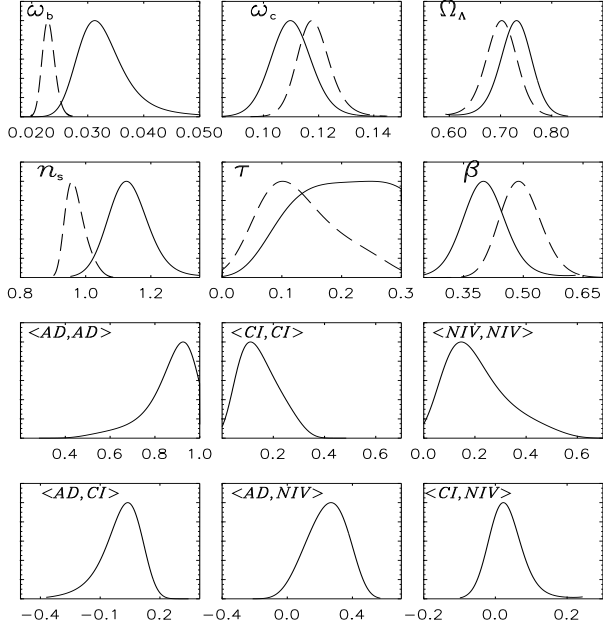 ω_b ω_c Ω_Λ
0.020 0.030 0.040 0.050 0.10 0.12 0.14 0.60 0.70 0.80
n_s τ β
0.8 1.0 1.2 0.0 0.1 0.2 0.3 0.35 0.50 0.65
<AD,AD> <CI,CI> <NIV,NIV>
0.4 0.6 0.8 1.0 0.0 0.2 0.4 0.6 0.0 0.2 0.4 0.6
<AD,CI> <AD,NIV> <CI,NIV>
-0.4 -0.1 0.2 -0.4 0.0 0.4 -0.2 0.0 0.2